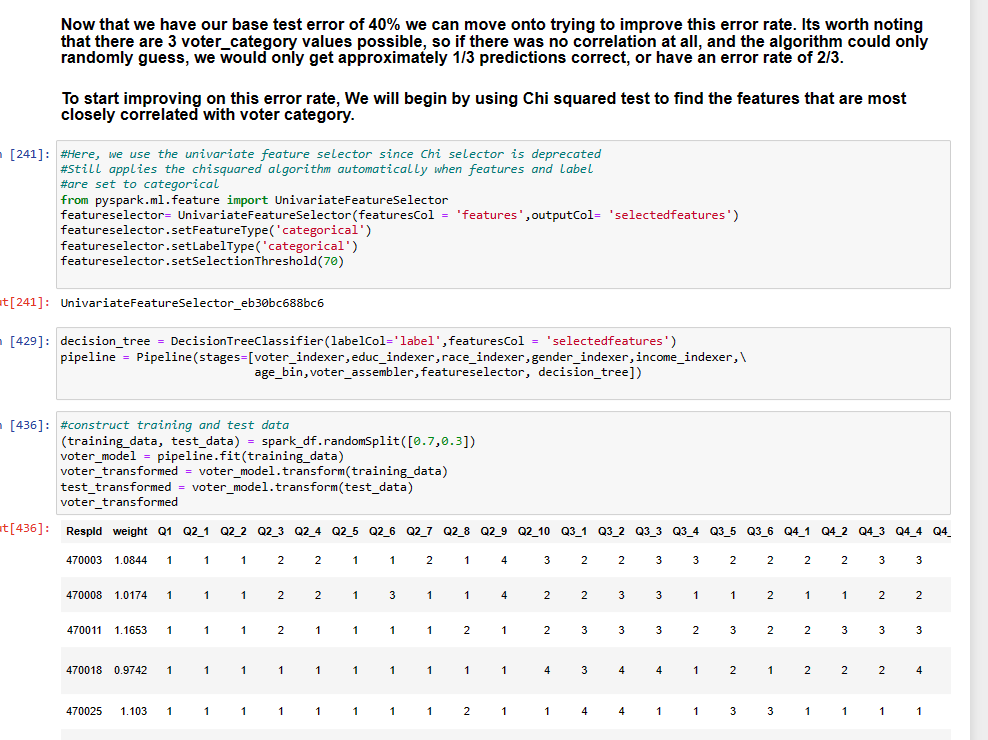 Now that we have our base test error of 40% we can move onto trying to improve this error rate. Its worth noting
that there are 3 voter_category values possible, so if there was no correlation at all, and the algorithm could only
randomly guess, we would only get approximately 1/3 predictions correct, or have an error rate of 2/3.
To start improving on this error rate, We will begin by using Chi squared test to find the features that are most
closely correlated with voter category.
[241]:
#Here, we use the univariate feature selector since Chi selector is deprecated
#Still applies the chisquared algorithm automatically when features and label
#are set to categorical
from pyspark.ml.feature import UnivariateFeatureSelector
featureselector= UnivariateFeatureSelector(featuresCol = 'features',outputCol= 'selectedfeatures')
featureselector.setFeatureType('categorical')
featureselector.setLabelType('categorical')
featureselector.setSelectionThreshold(70)
ut[241]: UnivariateFeatureSelector_eb30bc688bc6
[429]:
decision_tree = DecisionTreeClassifier(labelCol='label',featuresCol = 'selectedfeatures')
pipeline = Pipeline(stages=[voter_indexer,educ_indexer,race_indexer,gender_indexer,income_indexer,\
age_bin,voter_assembler,featureselector, decision_tree])
[436]:
#construct training and test data
(training_data, test_data) = spark_df.randomSplit([0.7,0.3])
voter_model = pipeline.fit(training_data)
voter_transformed = voter_model.transform(training_data)
test_transformed = voter_model.transform(test_data)
voter_transformed
ut[436]:
RespId weight Q1 Q2_1 Q2_2 Q2_3 Q2_4 Q2_5 Q2_6 Q2_7 Q2_8 Q2_9 Q2_10 Q3_1 Q3_2 Q3_3 Q3_4 Q3_5 Q3_6 Q4_1 Q4_2 Q4_3 Q4_4 Q4_
470003 1.0844 1 1 1 2 2 1 1 2 1 4 3 2 2 3 3 2 2 2 2 3 3
470008 1.0174 1 1 1 2 2 1 3 1 1 4 2 2 3 3 1 1 2 1 1 2 2
470011 1.1653 1 1 1 2 1 1 1 1 2 1 2 3 3 3 2 3 2 2 3 3 3
470018 0.9742 1 1 1 1 1 1 1 1 1 1 4 3 4 4 1 2 1 2 2 2 4
470025 1.103 1 1 1 1 1 1 1 1 2 1 1 4 4 1 1 3 3 1 1 1 1